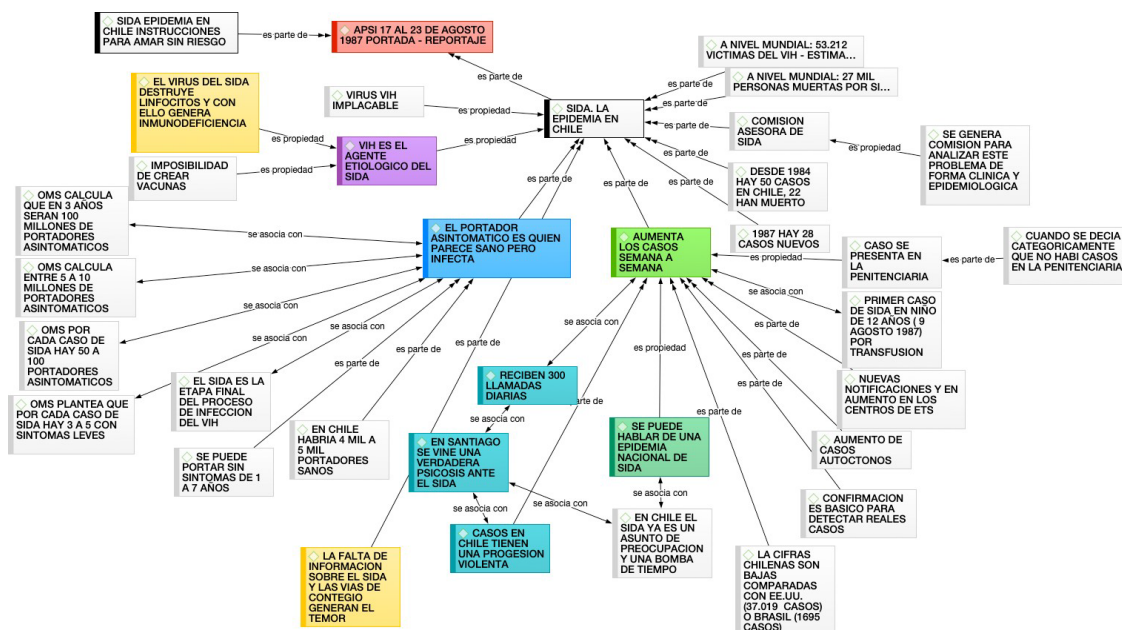 SIDA EPIDEMIA EN
CHILE INSTRUCCIONES
PARA AMAR SIN RIESGO
es parte de
APSI 17 AL 23 DE AGOSTO
1987 PORTADA - REPORTAJE
es parte de
A NIVEL MUNDIAL: 53.212
VICTIMAS DEL VIH - ESTIMA...
es parte de
A NIVEL MUNDIAL: 27 MIL
PERSONAS MUERTAS POR SI...
es parte de
EL VIRUS DEL SIDA
DESTRUYE
LINFOCITOS Y CON
ELLO GENERA
INMUNODEFICIENCIA
es propiedad
VIRUS VIH
IMPLACABLE
es propiedad
SIDA. LA
EPIDEMIA EN
CHILE
COMISION
ASESORA DE
SIDA
es parte de
SE GENERA
COMISION PARA
ANALIZAR ESTE
PROBLEMA DE
FORMA CLINICA Y
EPIDEMIOLOGICA
es propiedad
VIH ES EL
AGENTE
ETIOLOGICO DEL
SIDA
es propiedad
IMPOSIBILIDAD
DE CREAR
VACUNAS
es propiedad
DESDE 1984
HAY 50 CASOS
EN CHILE, 22
HAN MUERTO
es parte de
1987 HAY 28
CASOS NUEVOS
es parte de
es parte de
es parte de
OMS CALCULA
QUE EN 3 AÑOS
SERAN 100
MILLONES DE
PORTADORES
ASINTOMATICOS
se asocia con
EL PORTADOR
ASINTOMATICO ES QUIEN
PARECE SANO PERO
INFECTA
AUMENTA
LOS CASOS
SEMANA A
SEMANA
es propiedad
CASO SE
PRESENTA EN
LA
PENITENCIARIA
es parte de
CUANDO SE DECIA
CATEGORICAMENTE
QUE NO HABI CASOS
EN LA PENITENCIARIA
OMS CALCULA
ENTRE 5 A 10
MILLONES DE
PORTADORES
ASINTOMATICOS
se asocia con
se asocia con
PRIMER CASO
DE SIDA EN NIÑO
DE 12 AÑOS ( 9
AGOSTO 1987) POR
TRANSFUSION
OMS POR
CADA CASO DE
SIDA HAY 50 A
100
PORTADORES
ASINTOMATICOS
se asocia con
se asocia con
se asocia con
es parte de
es parte de
es parte de
se asocia con
es propiedad
es parte de
es parte de
es parte de
EL SIDA ES LA
ETAPA FINAL
DEL PROCESO
DE INFECCION
DEL VIH
RECIBEN 300
LLAMADAS
DIARIAS
de parte
NUEVAS
NOTIFICACIONES Y EN
AUMENTO EN LOS
CENTROS DE ETS
OMS PLANTEA QUE
POR CADA CASO DE
SIDA HAY 3 A 5 CON
SINTOMAS LEVES
se asocia con
es parte de
SE PUEDE
PORTAR SIN
SINTOMAS DE 1
A 7 AÑOS
EN CHILE
HABRIA 4 MIL A
5 MIL
PORTADORES
SANOS
EN SANTIAGO
SE VINE UNA
VERDADERA
PSICOSIS ANTE
EL SIDA
SE PUEDE
HABLAR DE UNA
EPIDEMIA
NACIONAL DE
SIDA
AUMENTO DE
CASOS
AUTOCTONOS
se asocia con
se asocia con
se asocia con
CONFIRMACION
ES BASICO PARA
DETECTAR REALES
CASOS
CASOS EN
CHILE TIENEN
UNA PROGESION
VIOLENTA
EN CHILE EL
SIDA YA ES UN
ASUNTO DE
PREOCUPACION
Y UNA BOMBA
DE TIEMPO
LA FALTA DE
INFORMACION
SOBRE EL SIDA
Y LAS VIAS DE
CONTEGIO
GENERAN EL
TEMOR
LA CIFRAS
CHILENAS SON
BAJAS
COMPARADAS
CON EE.UU.
(37.019 CASOS)
O BRASIL (1695
CASOS)